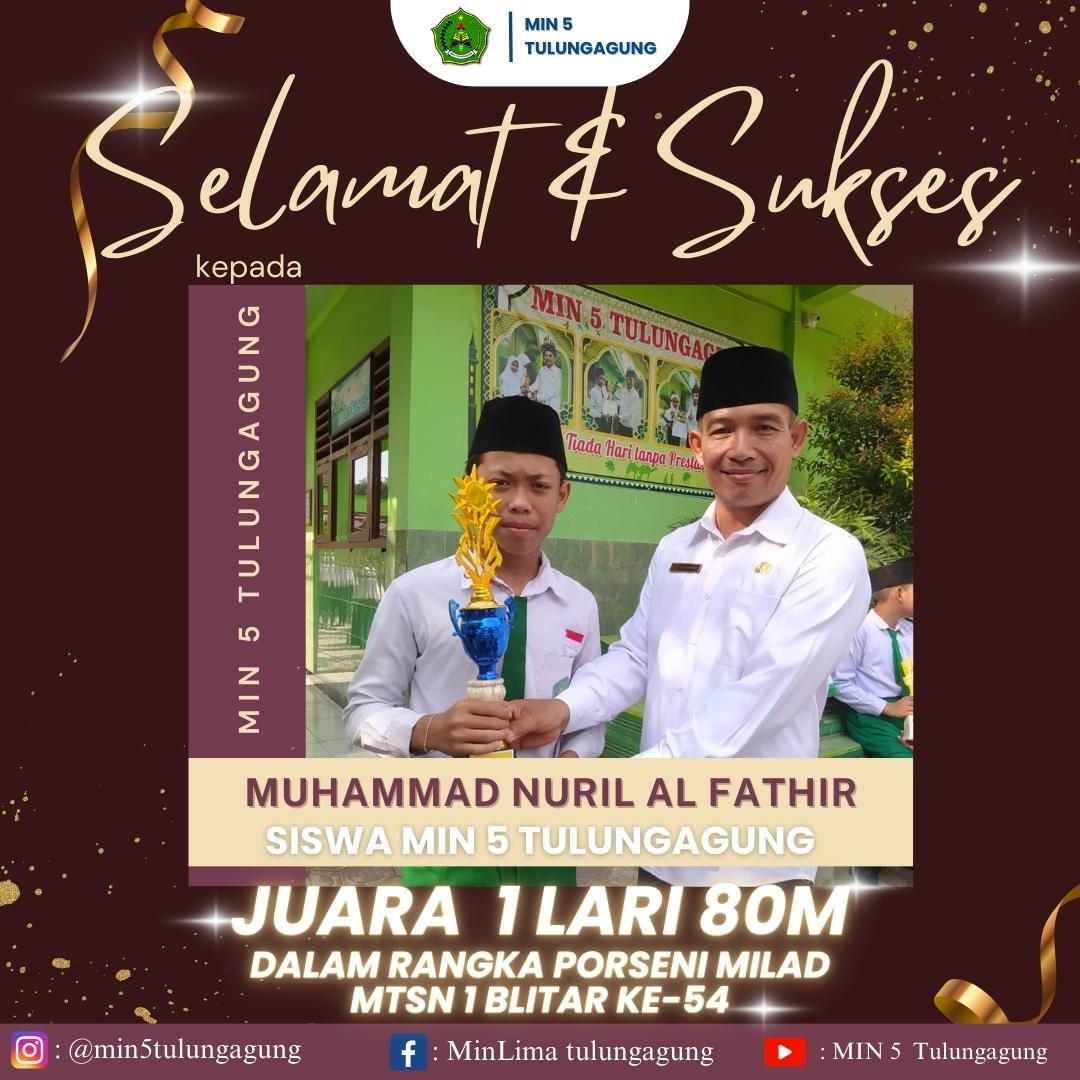 MIN 5
TULUNGAGUNG
Selamat & Sukses
kepada
MIN 5 TULUNGAGUNG
MIN 5 TULUNGAGU
Tiada Hari tanpa Presta
MUHAMMAD NURIL AL FATHIR
SISWA MIN 5 TULUNGAGUNG
JUARA 1 LARI 80M
DALAM RANGKA PORSENI MILAD
MTSN 1 BLITAR KE-54
: @min5tulungagung
: MinLima tulungagung
: MIN 5 Tulungagung